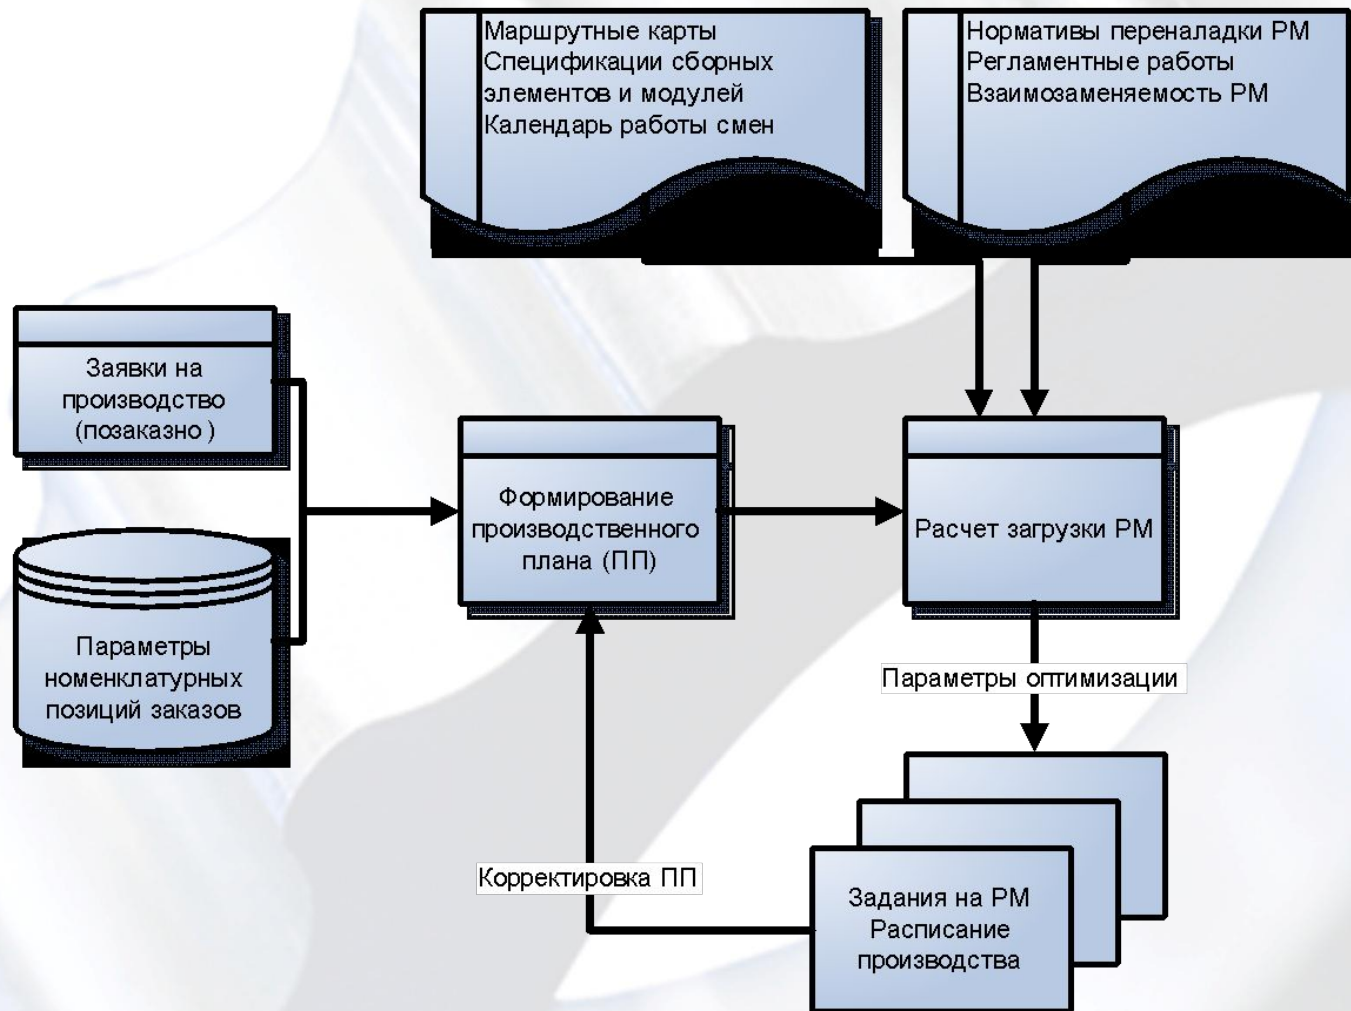 Маршрутные карты
Спецификации сборных
элементов и модулей
Календарь работы смен
Нормативы переналадки РМ
Регламентные работы
Взаимозаменяемость РМ
Заявки на
производство
(позаказно )
Формирование
производственного
плана (ПП)
Расчет загрузки РМ
Параметры
номенклатурных
позиций заказов
Параметры оптимизации
Корректировка ПП
Задания на РМ
Расписание
производства